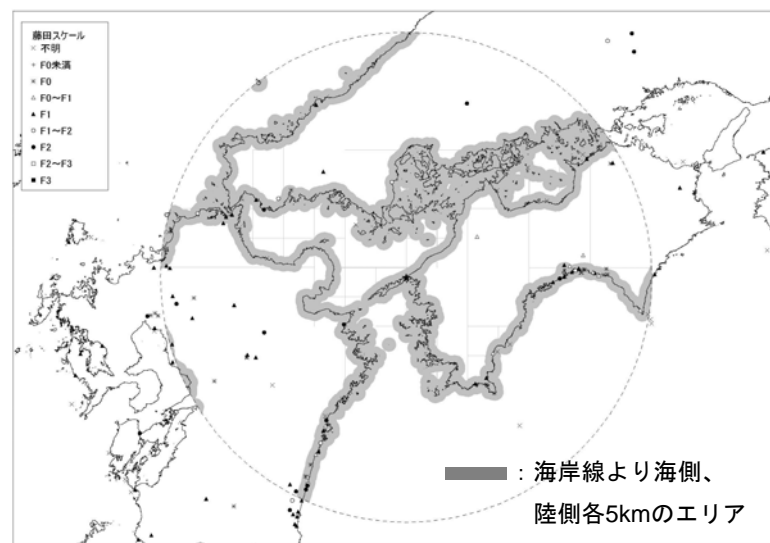 藤田スケール
不明
F0未満
F0
F0～F1
F1
F1～F2
F2
F2～F3
F3
：海岸線より海側、
陸側各5kmのエリア